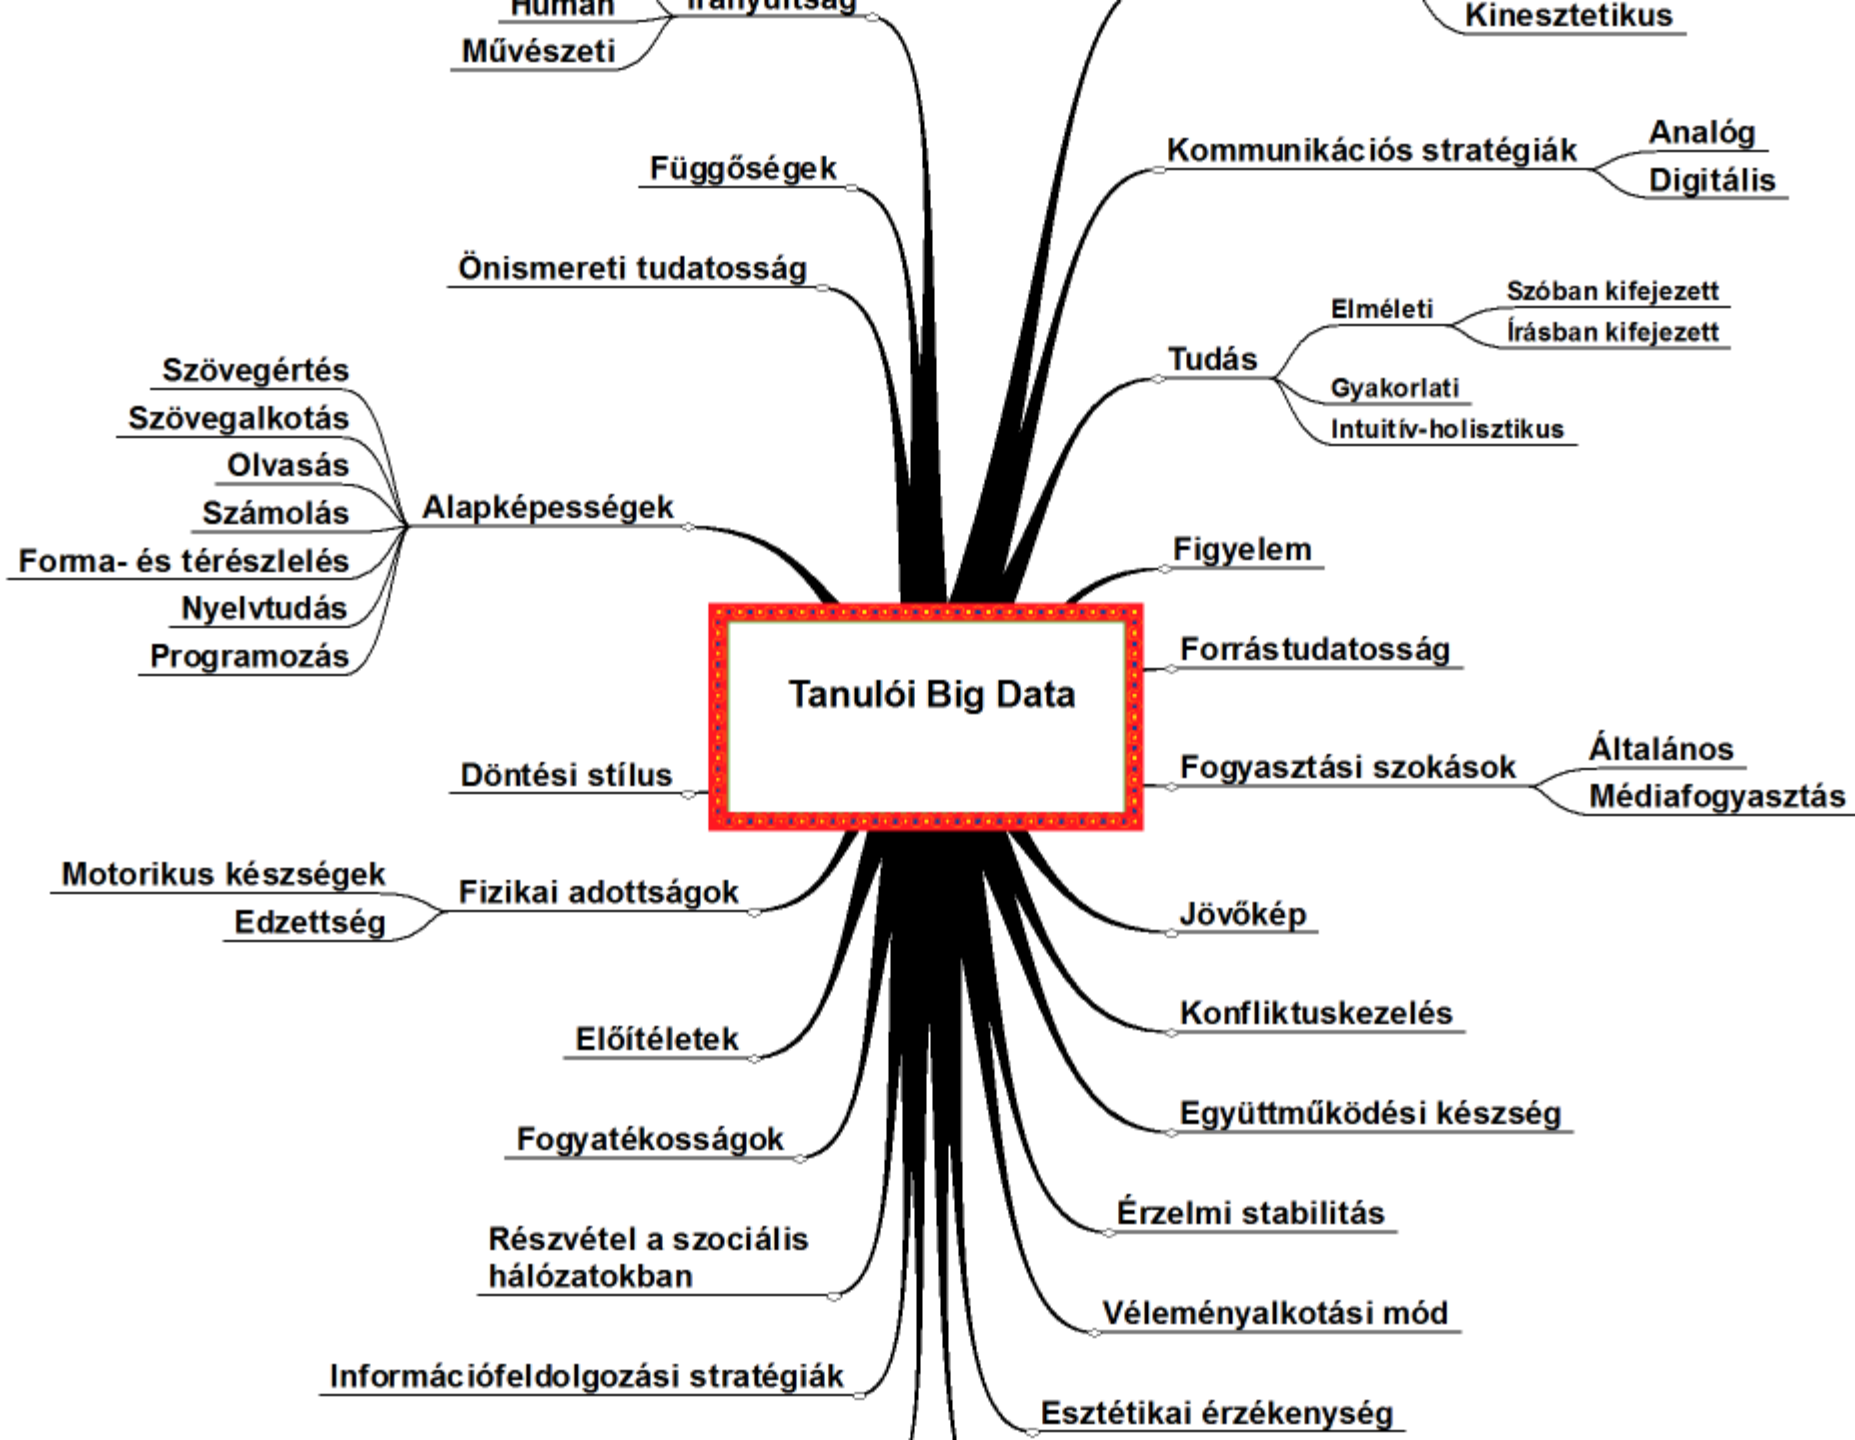 Humán
Irányultság
Művészeti
Kinesztetikus
Kommunikációs stratégiák
Analóg
Digitális
Függőségek
Önismereti tudatosság
Tudás
Elméleti
Szóban kifejezett
Írásban kifejezett
Gyakorlati
Intuitív-holisztikus
Szövegértés
Szövegalkotás
Olvasás
Számolás
Forma- és térészlelés
Nyelvtudás
Programozás
Alapképességek
Figyelem
Forrástudatosság
Tanulói Big Data
Fogyasztási szokások
Általános
Médiafogyasztás
Döntési stílus
Motorikus készségek
Edzettség
Fizikai adottságok
Jövőkép
Konfliktuskezelés
Előítéletek
Együttműködési készség
Fogyatékosságok
Érzelmi stabilitás
Részvétel a szociális
hálózatokban
Véleményalkotási mód
Információfeldolgozási stratégiák
Esztétikai érzékenység